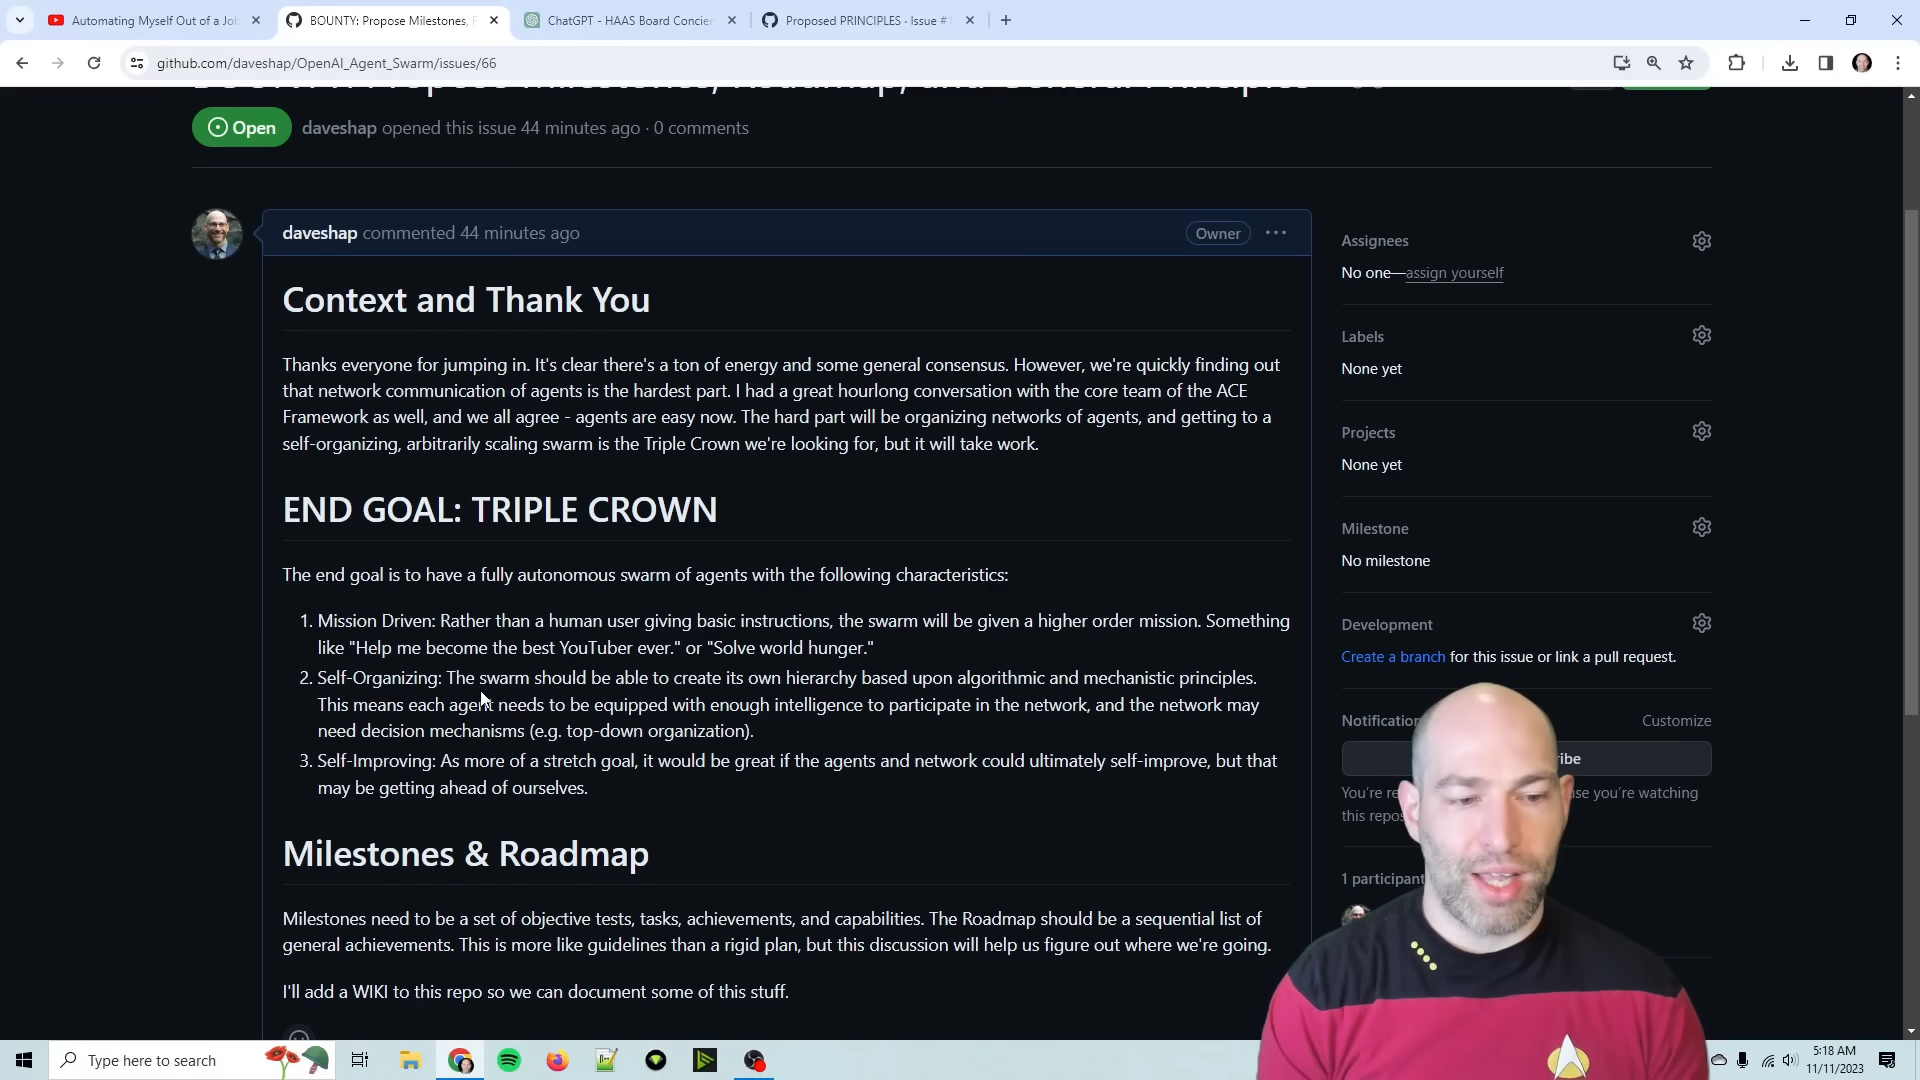 Automating Myself Out of a Jo
BOUNTY: Propose Milestones,
ChatGPT - HAAS Board Concier
Proposed PRINCIPLES · Issue #
github.com/daveshap/OpenAI_Agent_Swarm/issues/66
Open
daveshap opened this issue 44 minutes ago · 0 comments
daveshap commented 44 minutes ago
Owner
Context and Thank You
Thanks everyone for jumping in. It's clear there's a ton of energy and some general consensus. However, we're quickly finding out
that network communication of agents is the hardest part. I had a great hourlong conversation with the core team of the ACE
Framework as well, and we all agree - agents are easy now. The hard part will be organizing networks of agents, and getting to a
self-organizing, arbitrarily scaling swarm is the Triple Crown we're looking for, but it will take work.
END GOAL: TRIPLE CROWN
The end goal is to have a fully autonomous swarm of agents with the following characteristics:
1. Mission Driven: Rather than a human user giving basic instructions, the swarm will be given a higher order mission. Something
like "Help me become the best YouTuber ever." or "Solve world hunger."
2. Self-Organizing: The swarm should be able to create its own hierarchy based upon algorithmic and mechanistic principles.
This means each agent needs to be equipped with enough intelligence to participate in the network, and the network may
need decision mechanisms (e.g. top-down organization).
3. Self-Improving: As more of a stretch goal, it would be great if the agents and network could ultimately self-improve, but that
may be getting ahead of ourselves.
Milestones & Roadmap
Milestones need to be a set of objective tests, tasks, achievements, and capabilities. The Roadmap should be a sequential list of
general achievements. This is more like guidelines than a rigid plan, but this discussion will help us figure out where we're going.
I'll add a WIKI to this repo so we can document some of this stuff.
Assignees
No one—assign yourself
Labels
None yet
Projects
None yet
Milestone
No milestone
Development
Create a branch for this issue or link a pull request.
Notification
Customize
ribe
You're re
se you're watching
this repos
1 participant
Type here to search
5:18 AM
11/11/2023